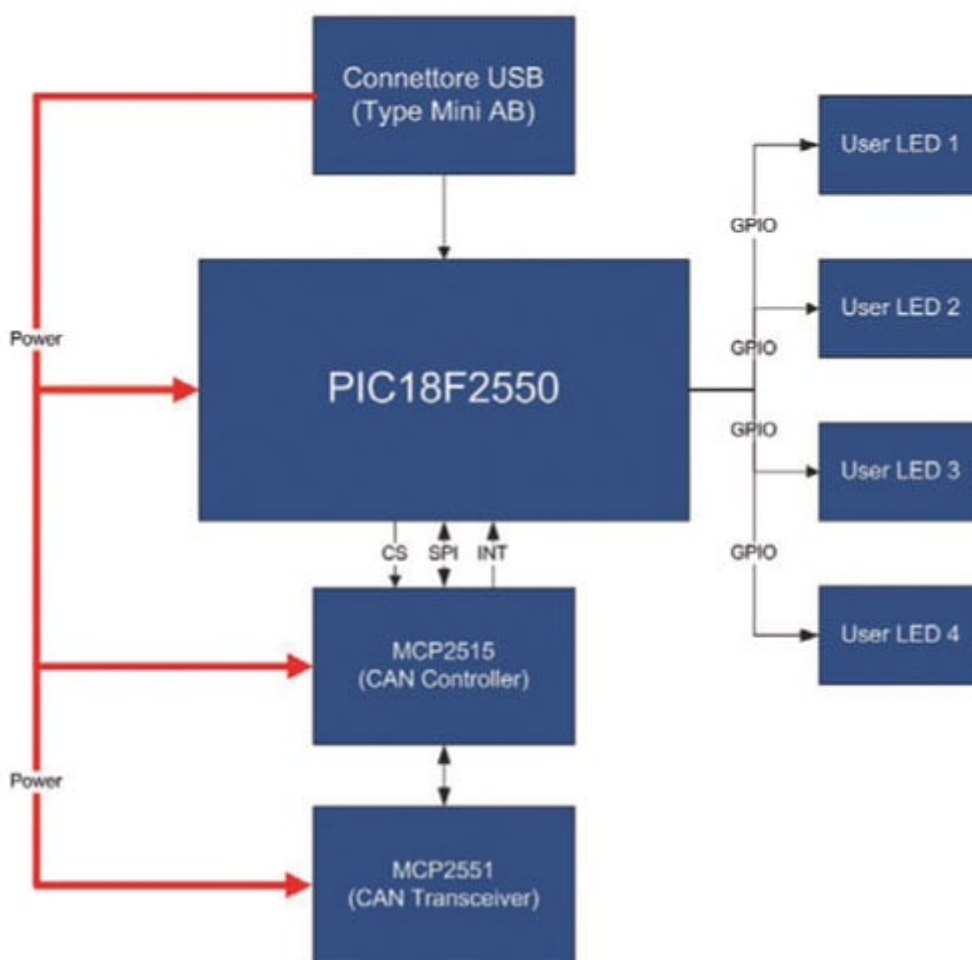 Connettore USB
(Type Mini AB)
User LED 1
GPIO
User LED 2
Power
GPIO
PIC18F2550
GPIO
User LED 3
CS SPI INT
GPIO
User LED 4
MCP2515
(CAN Controller)
Power
MCP2551
(CAN Transceiver)